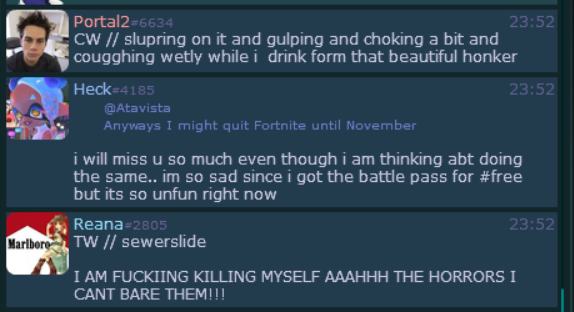 Portal2#6634 23:52
CW // slupring on it and gulping and choking a bit and
cougghing wetly while i drink form that beautiful honker
Heck#4185 23:52
@Atavista
Anyways I might quit Fortnite until November
i will miss u so much even though i am thinking abt doing
the same.. im so sad since i got the battle pass for #free
but its so unfun right now
Reana#2805 23:52
Marlboro
TW // sewerslide
I AM FUCKIING KILLING MYSELF AAAHHH THE HORRORS I
CANT BARE THEM!!!